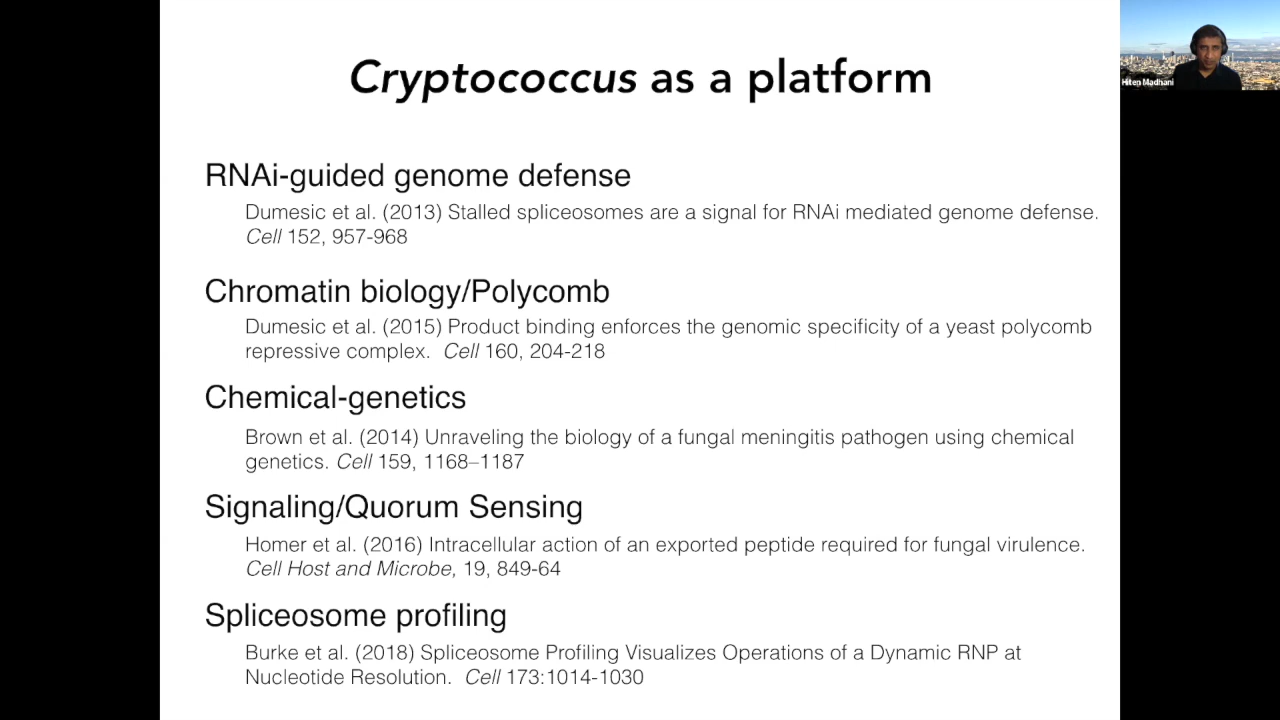 Cryptococcus as a platform
Hiten Madhani
RNAi-guided genome defense
Dumesic et al. (2013) Stalled spliceosomes are a signal for RNAi mediated genome defense.
Cell 152, 957-968
Chromatin biology/Polycomb
Dumesic et al. (2015) Product binding enforces the genomic specificity of a yeast polycomb
repressive complex. Cell 160, 204-218
Chemical-genetics
Brown et al. (2014) Unraveling the biology of a fungal meningitis pathogen using chemical
genetics. Cell 159, 1168–1187
Signaling/Quorum Sensing
Homer et al. (2016) Intracellular action of an exported peptide required for fungal virulence.
Cell Host and Microbe, 19, 849-64
Spliceosome profiling
Burke et al. (2018) Spliceosome Profiling Visualizes Operations of a Dynamic RNP at
Nucleotide Resolution. Cell 173:1014-1030